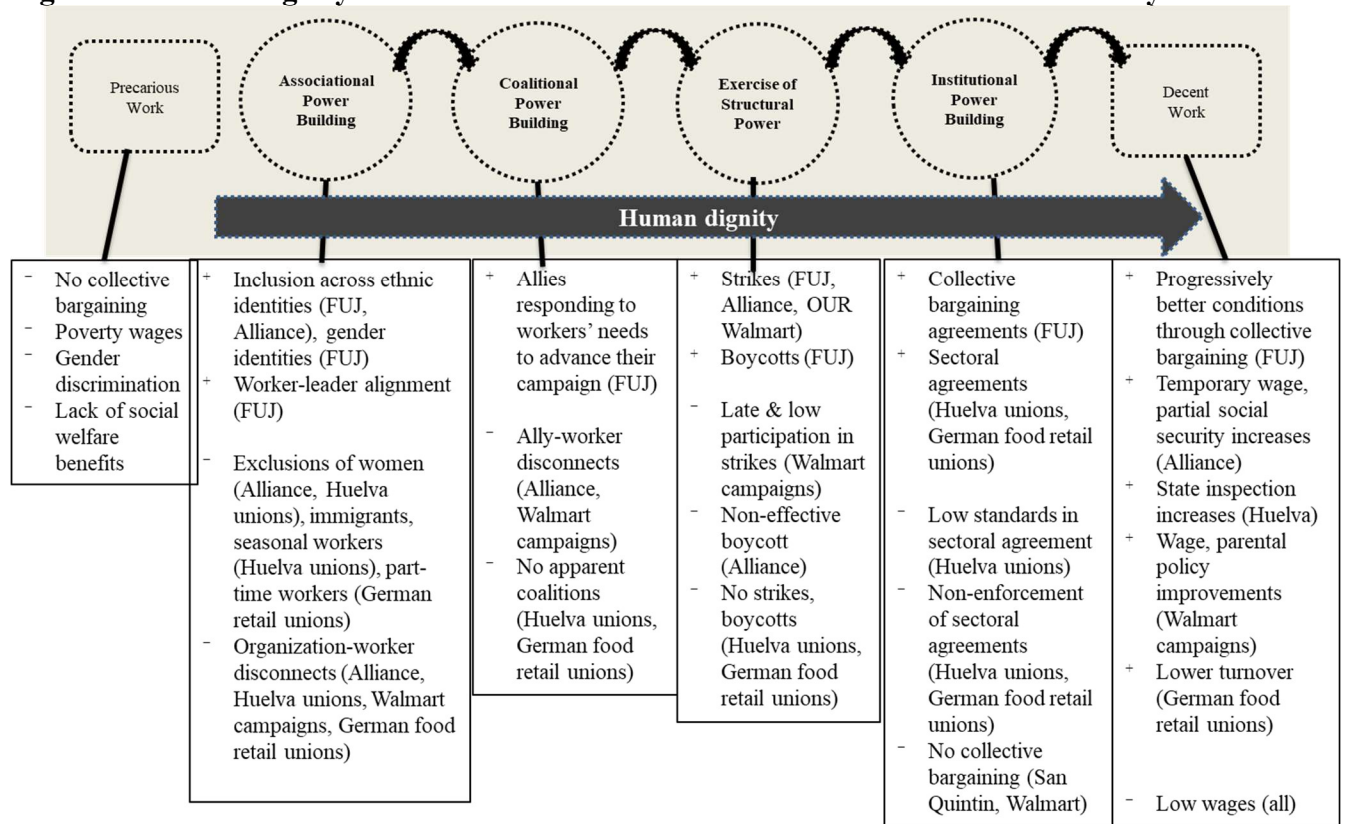 Precarious
Work
Associational
Power
Building
Coalitional
Power
Building
Exercise of
Structural
Power
Institutional
Power
Building
Decent
Work
Human dignity
- No collective
bargaining
- Poverty wages
- Gender
discrimination
- Lack of social
welfare
benefits
+ Inclusion across ethnic
identities (FUJ,
Alliance), gender
identities (FUJ)
+ Worker-leader alignment
(FUJ)
- Exclusions of women
(Alliance, Huelva
unions), immigrants,
seasonal workers
(Huelva unions), part-
time workers (German
retail unions)
- Organization-worker
disconnects (Alliance,
Huelva unions, Walmart
campaigns, German food
retail unions)
+ Allies
responding to
workers' needs
to advance their
campaign (FUJ)
- Ally-worker
disconnects
(Alliance,
Walmart
campaigns)
- No apparent
coalitions
(Huelva unions,
German food
retail unions)
+ Strikes (FUJ,
Alliance, OUR
Walmart)
+ Boycotts (FUJ)
- Late & low
participation in
strikes (Walmart
campaigns)
- Non-effective
boycott
(Alliance)
- No strikes,
boycotts
(Huelva unions,
German food
retail unions)
+ Collective
bargaining
agreements (FUJ)
+ Sectoral
agreements
(Huelva unions,
German food retail
unions)
- Low standards in
sectoral agreement
(Huelva unions)
- Non-enforcement
of sectoral
agreements
(Huelva unions,
German food retail
unions)
- No collective
bargaining (San
Quintin, Walmart)
+ Progressively
better conditions
through collective
bargaining (FUJ)
+ Temporary wage,
partial social
security increases
(Alliance)
+ State inspection
increases (Huelva)
+ Wage, parental
policy
improvements
(Walmart
campaigns)
+ Lower turnover
(German food
retail unions)
- Low wages (all)